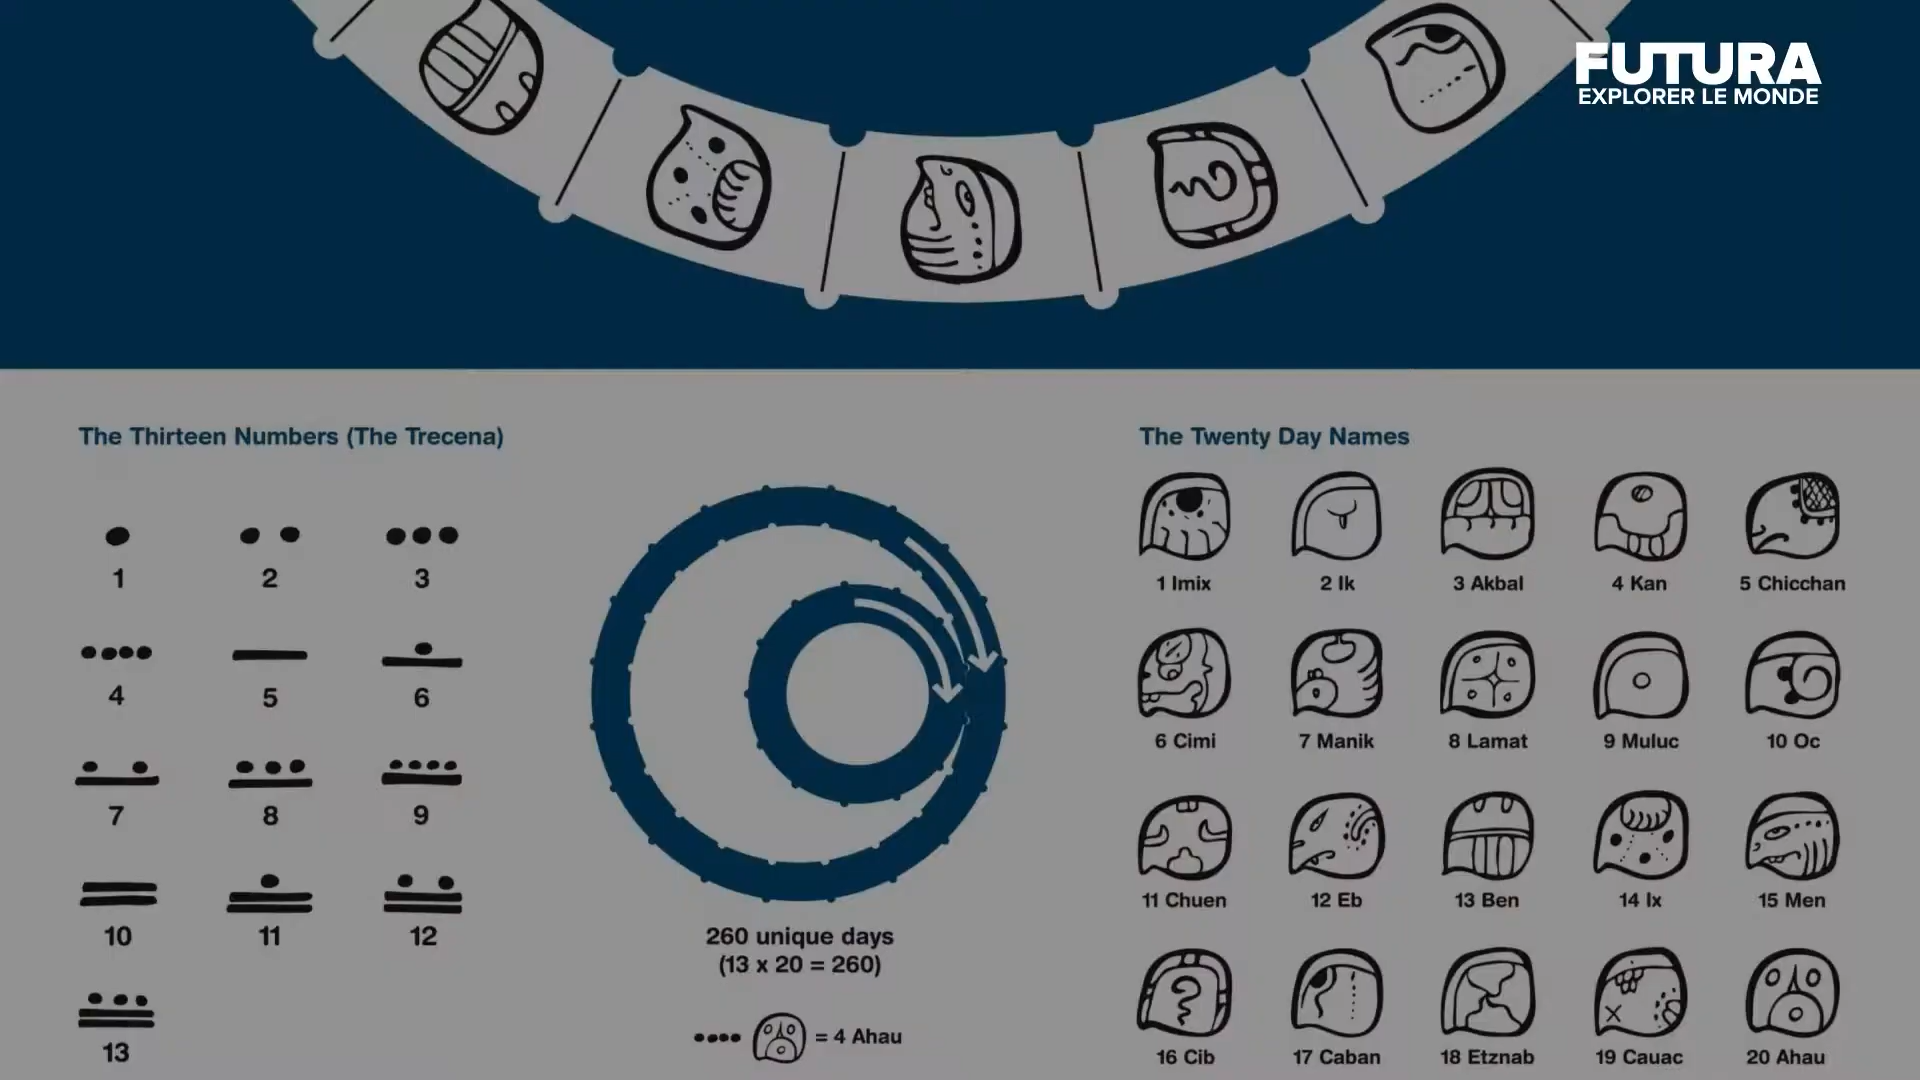 FUTURA
EXPLORER LE MONDE
The Thirteen Numbers (The Trecena)
1
2
3
4
5
6
7
8
9
10
11
12
13
260 unique days
(13 x 20 = 260)
= 4 Ahau
The Twenty Day Names
1 Imix
2 Ik
3 Akbal
4 Kan
5 Chicchan
6 Cimi
7 Manik
8 Lamat
9 Muluc
10 Oc
11 Chuen
12 Eb
13 Ben
14 Ix
15 Men
16 Cib
17 Caban
18 Etznab
19 Cauac
20 Ahau